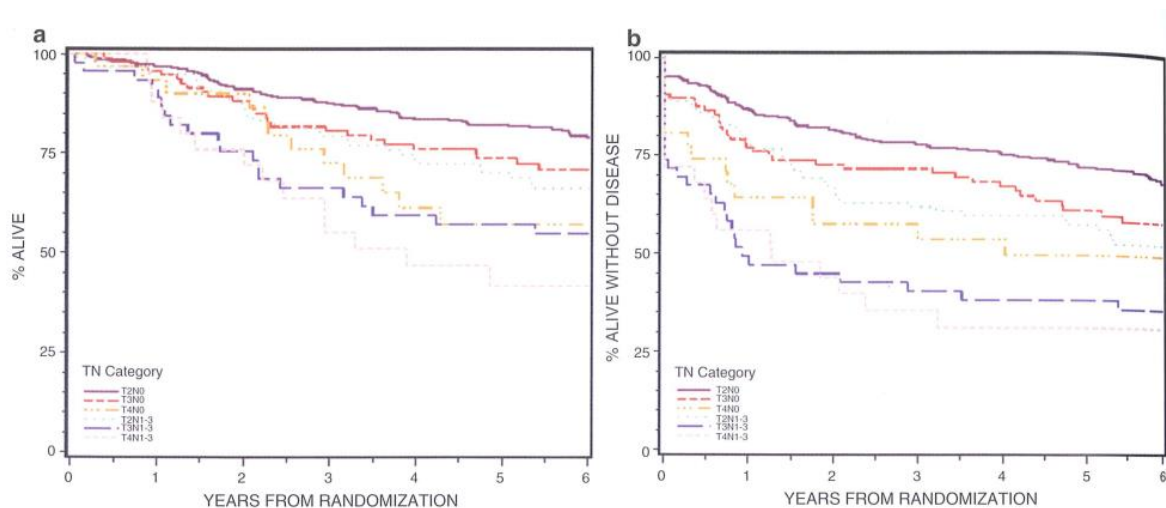 a
% ALIVE
100
75
50
25
0
TN Category
T2N0
T3N0
T4N0
T2N1-3
T3N1-3
T4N1-3
0 1 2 3 4 5 6
YEARS FROM RANDOMIZATION
b
% ALIVE WITHOUT DISEASE
100
75
50
25
0
TN Category
T2N0
T3N0
T4N0
T2N1-3
T3N1-3
T4N1-3
0 1 2 3 4 5 6
YEARS FROM RANDOMIZATION